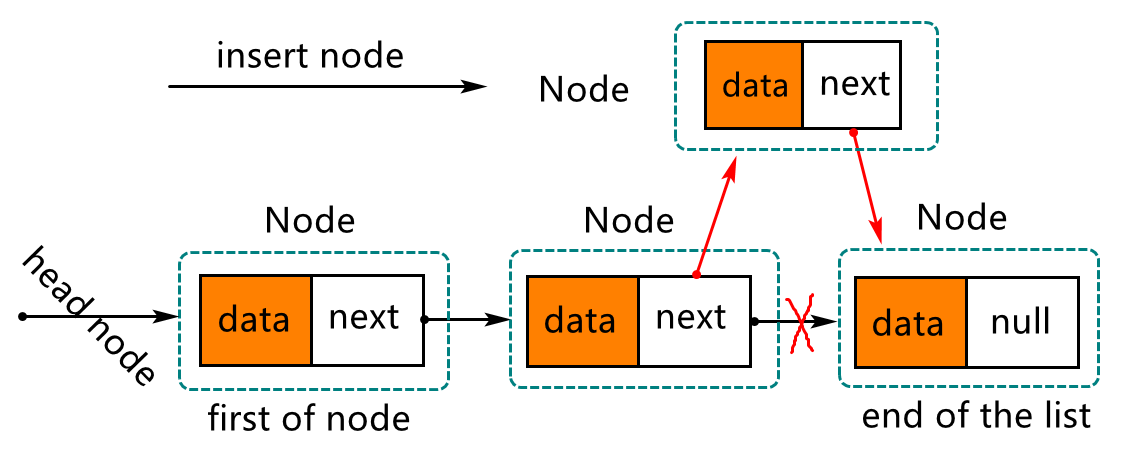 insert node
Node
data next
Node
Node
Node
head node
data next
data next
data null
first of node
end of the list